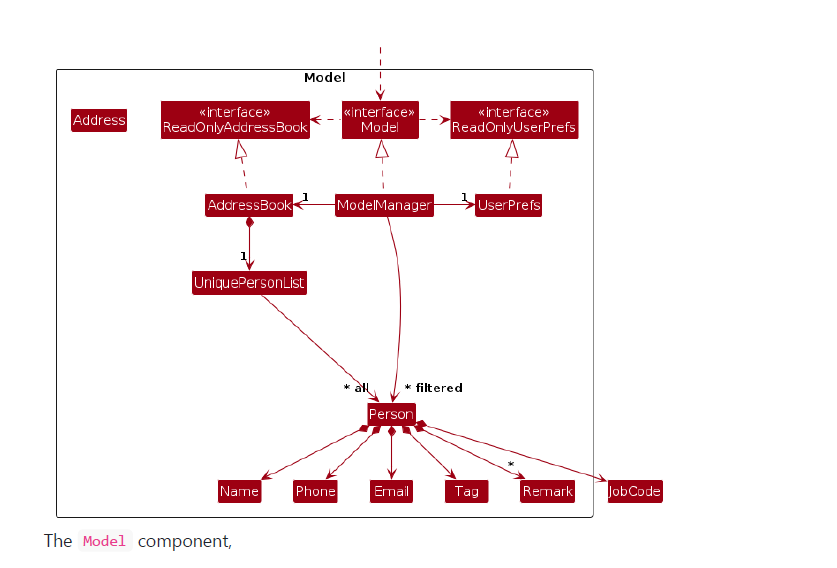 Model
Address
«interface»
ReadOnlyAddressBook
«interface»
Model
«interface»
ReadOnlyUserPrefs
AddressBook
1
ModelManager
1
UserPrefs
1
UniquePersonList
* all
* filtered
Person
*
Name
Phone
Email
Tag
Remark
JobCode
The Model component,